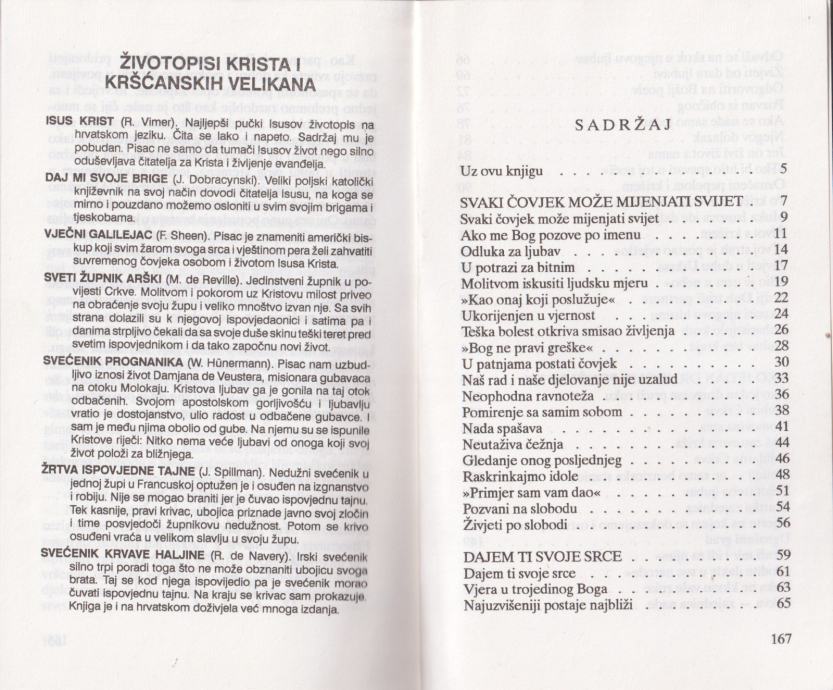 ŽIVOTOPISI KRISTA I
KRŠĆANSKIH VELIKANA
ISUS KRIST (R. Vimer). Najljepši pučki Isusov životopis na
hrvatskom jeziku. Čita se lako i napeto. Sadržaj mu je
pobudan. Pisac ne samo da tumači Isusov život nego silno
oduševljava čitatelja za Krista i življenje evanđelja.
DAJ MI SVOJE BRIGE (J. Dobracynski). Veliki poljski katolički
književnik na svoj način dovodi čitatelja Isusu, na koga se
mirno i pouzdano možemo osloniti u svim svojim brigama i
tjeskobama.
VJEČNI GALILEJAC (F. Sheen). Pisac je znameniti američki bis-
kup koji svim žarom svoga srca i vještinom pera želi zahvatiti
suvremenog čovjeka osobom i životom Isusa Krista.
SVETI ŽUPNIK ARŠKI (M. de Reville). Jedinstveni župnik u po-
vijesti Crkve. Molitvom i pokorom uz Kristovu milost priveo
na obraćenje svoju župu i veliko mnoštvo izvan nje. Sa svih
strana dolazili su k njegovoj ispovjedaonici i satima pa i
danima strpljivo čekali da sa svoje duše skinu teški teret pred
svetim ispovjednikom i da tako započnu novi život.
SVEĆENIK PROGNANIKA (W. Hünermann). Pisac nam uzbud-
ljivo iznosi život Damjana de Veustera, misionara gubavaca
na otoku Molokaju. Kristova ljubav ga je gonila na taj otok
odbačenih. Svojom apostolskom gorljivošću i ljubavlju
vratio je dostojanstvo, ulio radost u odbačene gubavce. I
sam je među njima obolio od gube. Na njemu su se ispunile
Kristove riječi: Nitko nema veće ljubavi od onoga koji svoj
život položi za bližnjega.
ŽRTVA ISPOVJEDNE TAJNE (J. Spillman). Nedužni svećenik u
jednoj župi u Francuskoj optužen je i osuđen na izgnanstvo
i robiju. Nije se mogao braniti jer je čuvao ispovjednu tajnu.
Tek kasnije, pravi krivac, ubojica priznade javno svoj zločin
i time posvjedoči župnikovu nedužnost. Potom se krivo
osuđeni vraća u velikom slavlju u svoju župu.
SVEĆENIK KRVAVE HALJINE (R. de Navery). Irski svećenik
silno trpi poradi toga što ne može obznaniti ubojicu svoga
brata. Taj se kod njega ispovijedio pa je svećenik morao
čuvati ispovjednu tajnu. Na kraju se krivac sam prokazuje.
Knjiga je i na hrvatskom doživjela već mnoga izdanja.
SADRŽAJ
Uz ovu knjigu . . . . . . . . . . . . . . 5
SVAKI ČOVJEK MOŽE MIJENJATI SVIJET . 7
Svaki čovjek može mijenjati svijet . . . . . . . 9
Ako me Bog pozove po imenu . . . . . . . . 11
Odluka za ljubav . . . . . . . . . . . . . 14
U potrazi za bitnim . . . . . . . . . . . . 17
Molitvom iskusiti ljudsku mjeru . . . . . . . . 19
»Kao onaj koji poslužuje« . . . . . . . . . . 22
Ukorijenjen u vjernost . . . . . . . . . . . 24
Teška bolest otkriva smisao življenja . . . . . . 26
»Bog ne pravi greške« . . . . . . . . . . . 28
U patnjama postati čovjek . . . . . . . . . . 30
Naš rad i naše djelovanje nije uzalud . . . . . . 33
Neophodna ravnoteža . . . . . . . . . . . 36
Pomirenje sa samim sobom . . . . . . . . . 38
Nada spašava . . . . . . . . . . . . . . 41
Neutaživa čežnja . . . . . . . . . . . . . 44
Gledanje onog posljednjeg . . . . . . . . . . 46
Raskrinkajmo idole . . . . . . . . . . . . 48
»Primjer sam vam dao« . . . . . . . . . . . 51
Pozvani na slobodu . . . . . . . . . . . . 54
Živjeti po slobodi . . . . . . . . . . . . . 56
DAJEM TI SVOJE SRCE . . . . . . . . . . 59
Dajem ti svoje srce . . . . . . . . . . . . 61
Vjera u trojedinog Boga . . . . . . . . . . . 63
Najuzvišeniji postaje najbliži . . . . . . . . . 65
167